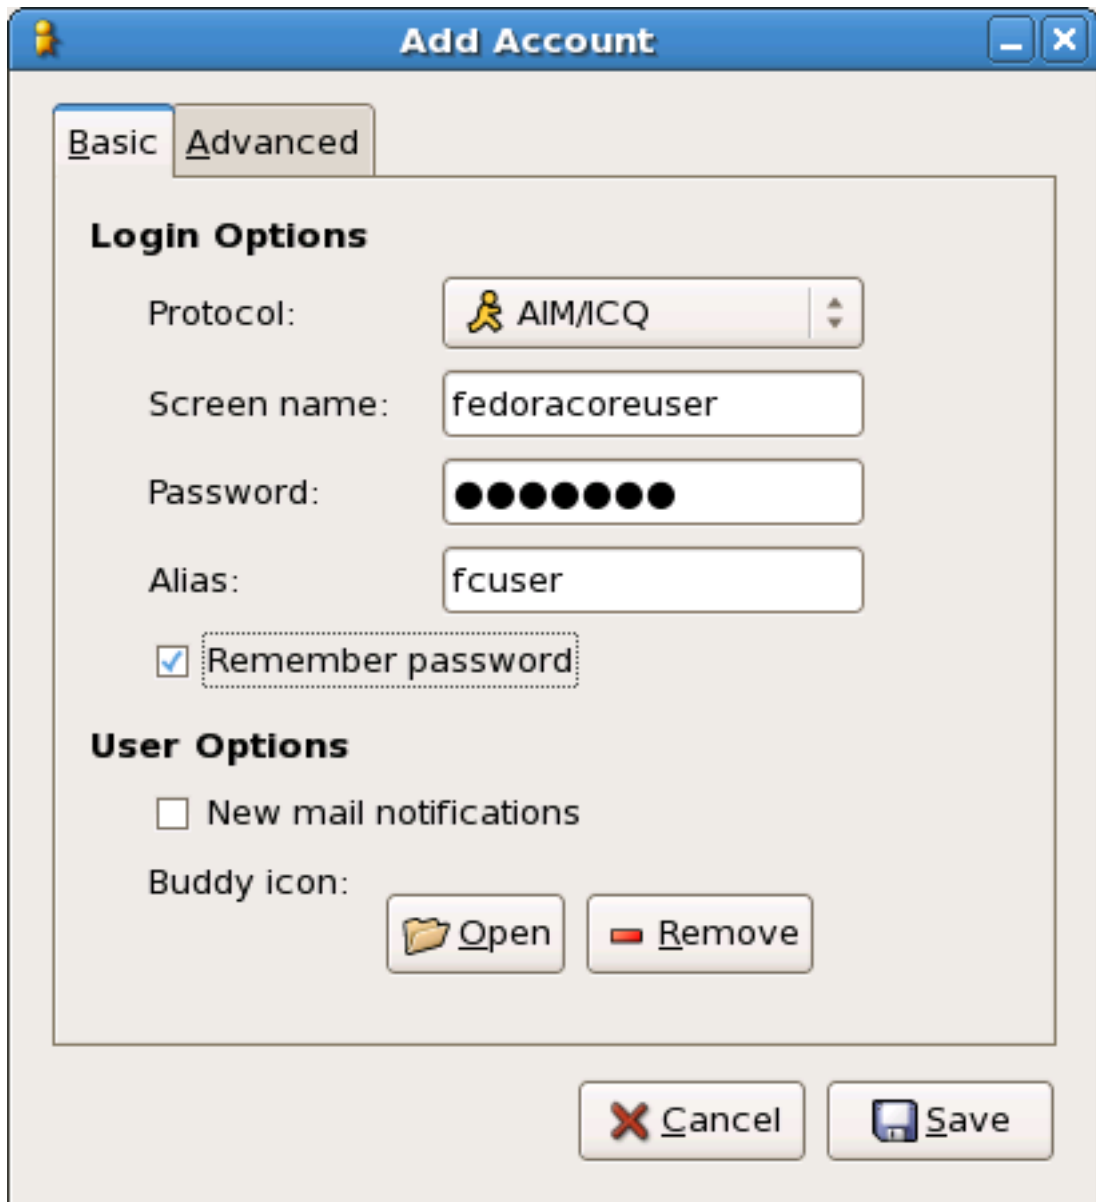 Add Account
Basic Advanced
Login Options
Protocol: AIM/ICQ
Screen name: fedoracoreuser
Password: ●●●●●●●
Alias: fcuser
Remember password
User Options
New mail notifications
Buddy icon:
Open Remove
Cancel Save